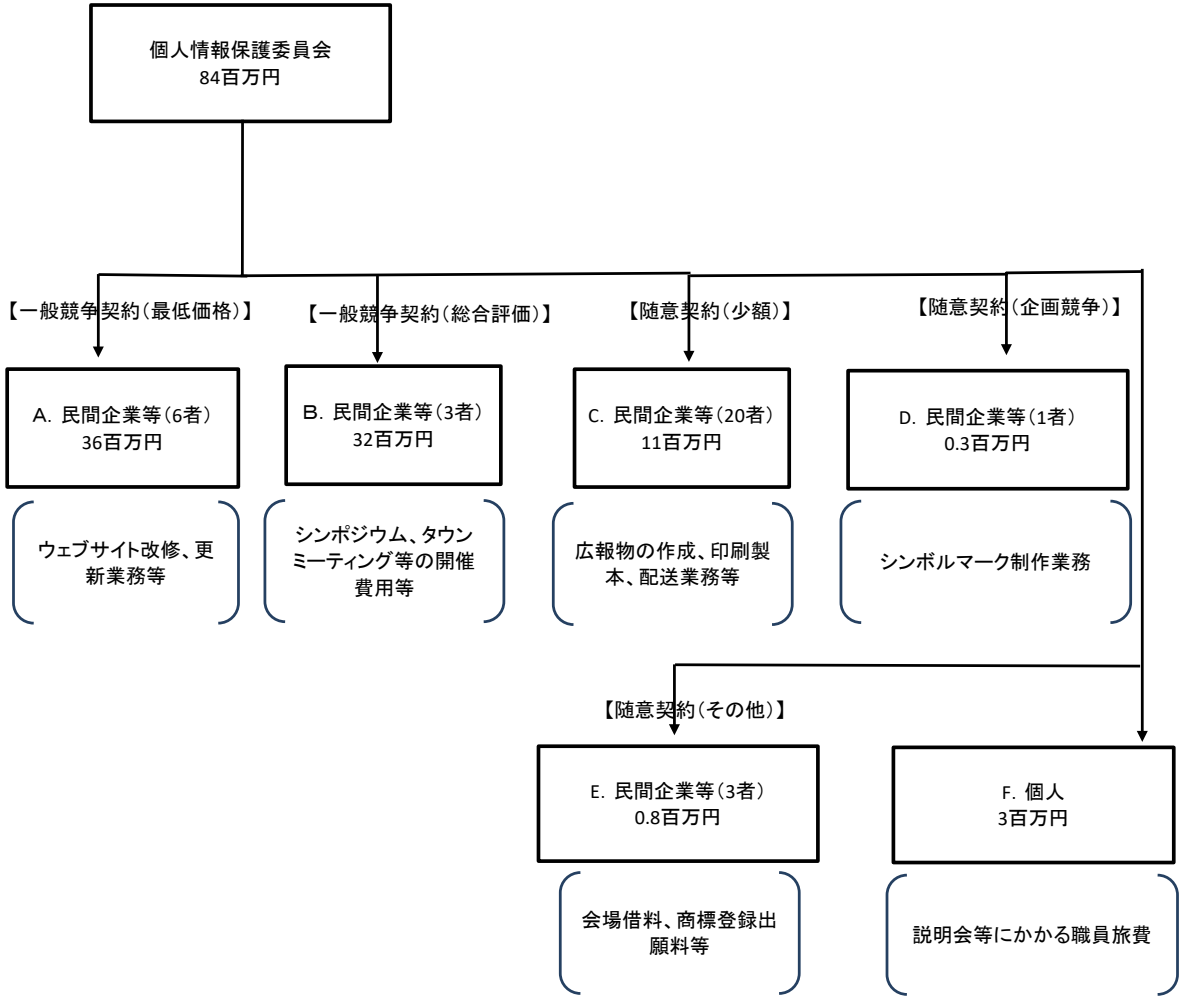 個人情報保護委員会
84百万円
【一般競争契約(最低価格)】
【一般競争契約(総合評価)】
【随意契約(少額)】
【随意契約(企画競争)】
A. 民間企業等(6者)
36百万円
B. 民間企業等(3者)
32百万円
C. 民間企業等(20者)
11百万円
D. 民間企業等(1者)
0.3百万円
ウェブサイト改修、更
新業務等
シンポジウム、タウン
ミーティング等の開催
費用等
広報物の作成、印刷製
本、配送業務等
シンボルマーク制作業務
【随意契約(その他)】
E. 民間企業等(3者)
0.8百万円
F. 個人
3百万円
会場借料、商標登録出
願料等
説明会等にかかる職員旅費